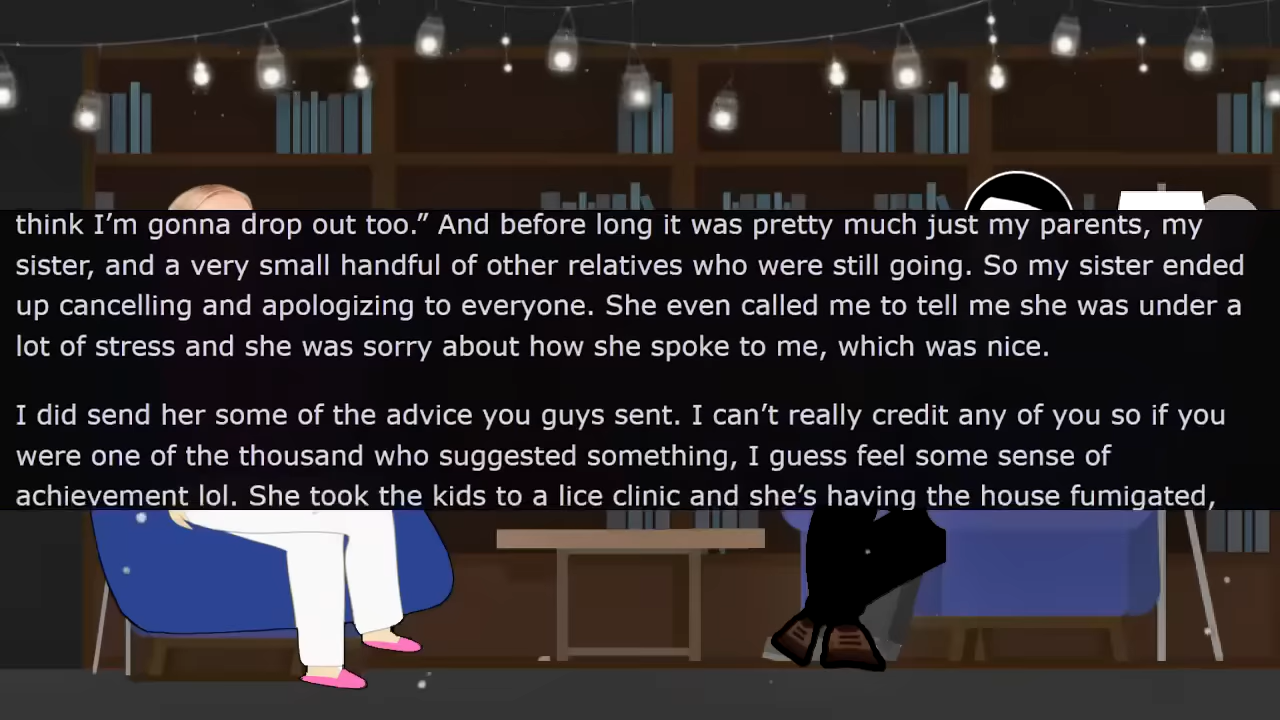 think I’m gonna drop out too.” And before long it was pretty much just my parents, my
sister, and a very small handful of other relatives who were still going. So my sister ended
up cancelling and apologizing to everyone. She even called me to tell me she was under a
lot of stress and she was sorry about how she spoke to me, which was nice.
I did send her some of the advice you guys sent. I can’t really credit any of you so if you
were one of the thousand who suggested something, I guess feel some sense of
achievement lol. She took the kids to a lice clinic and she’s having the house fumigated,